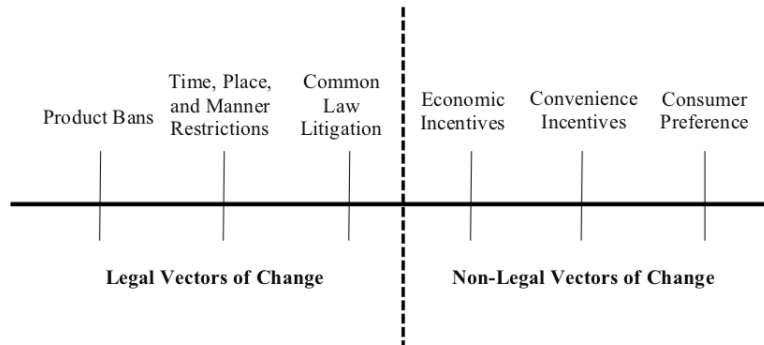 Product Bans
Time, Place,
and Manner
Restrictions
Common
Law
Litigation
Economic
Incentives
Convenience
Incentives
Consumer
Preference
Legal Vectors of Change
Non-Legal Vectors of Change